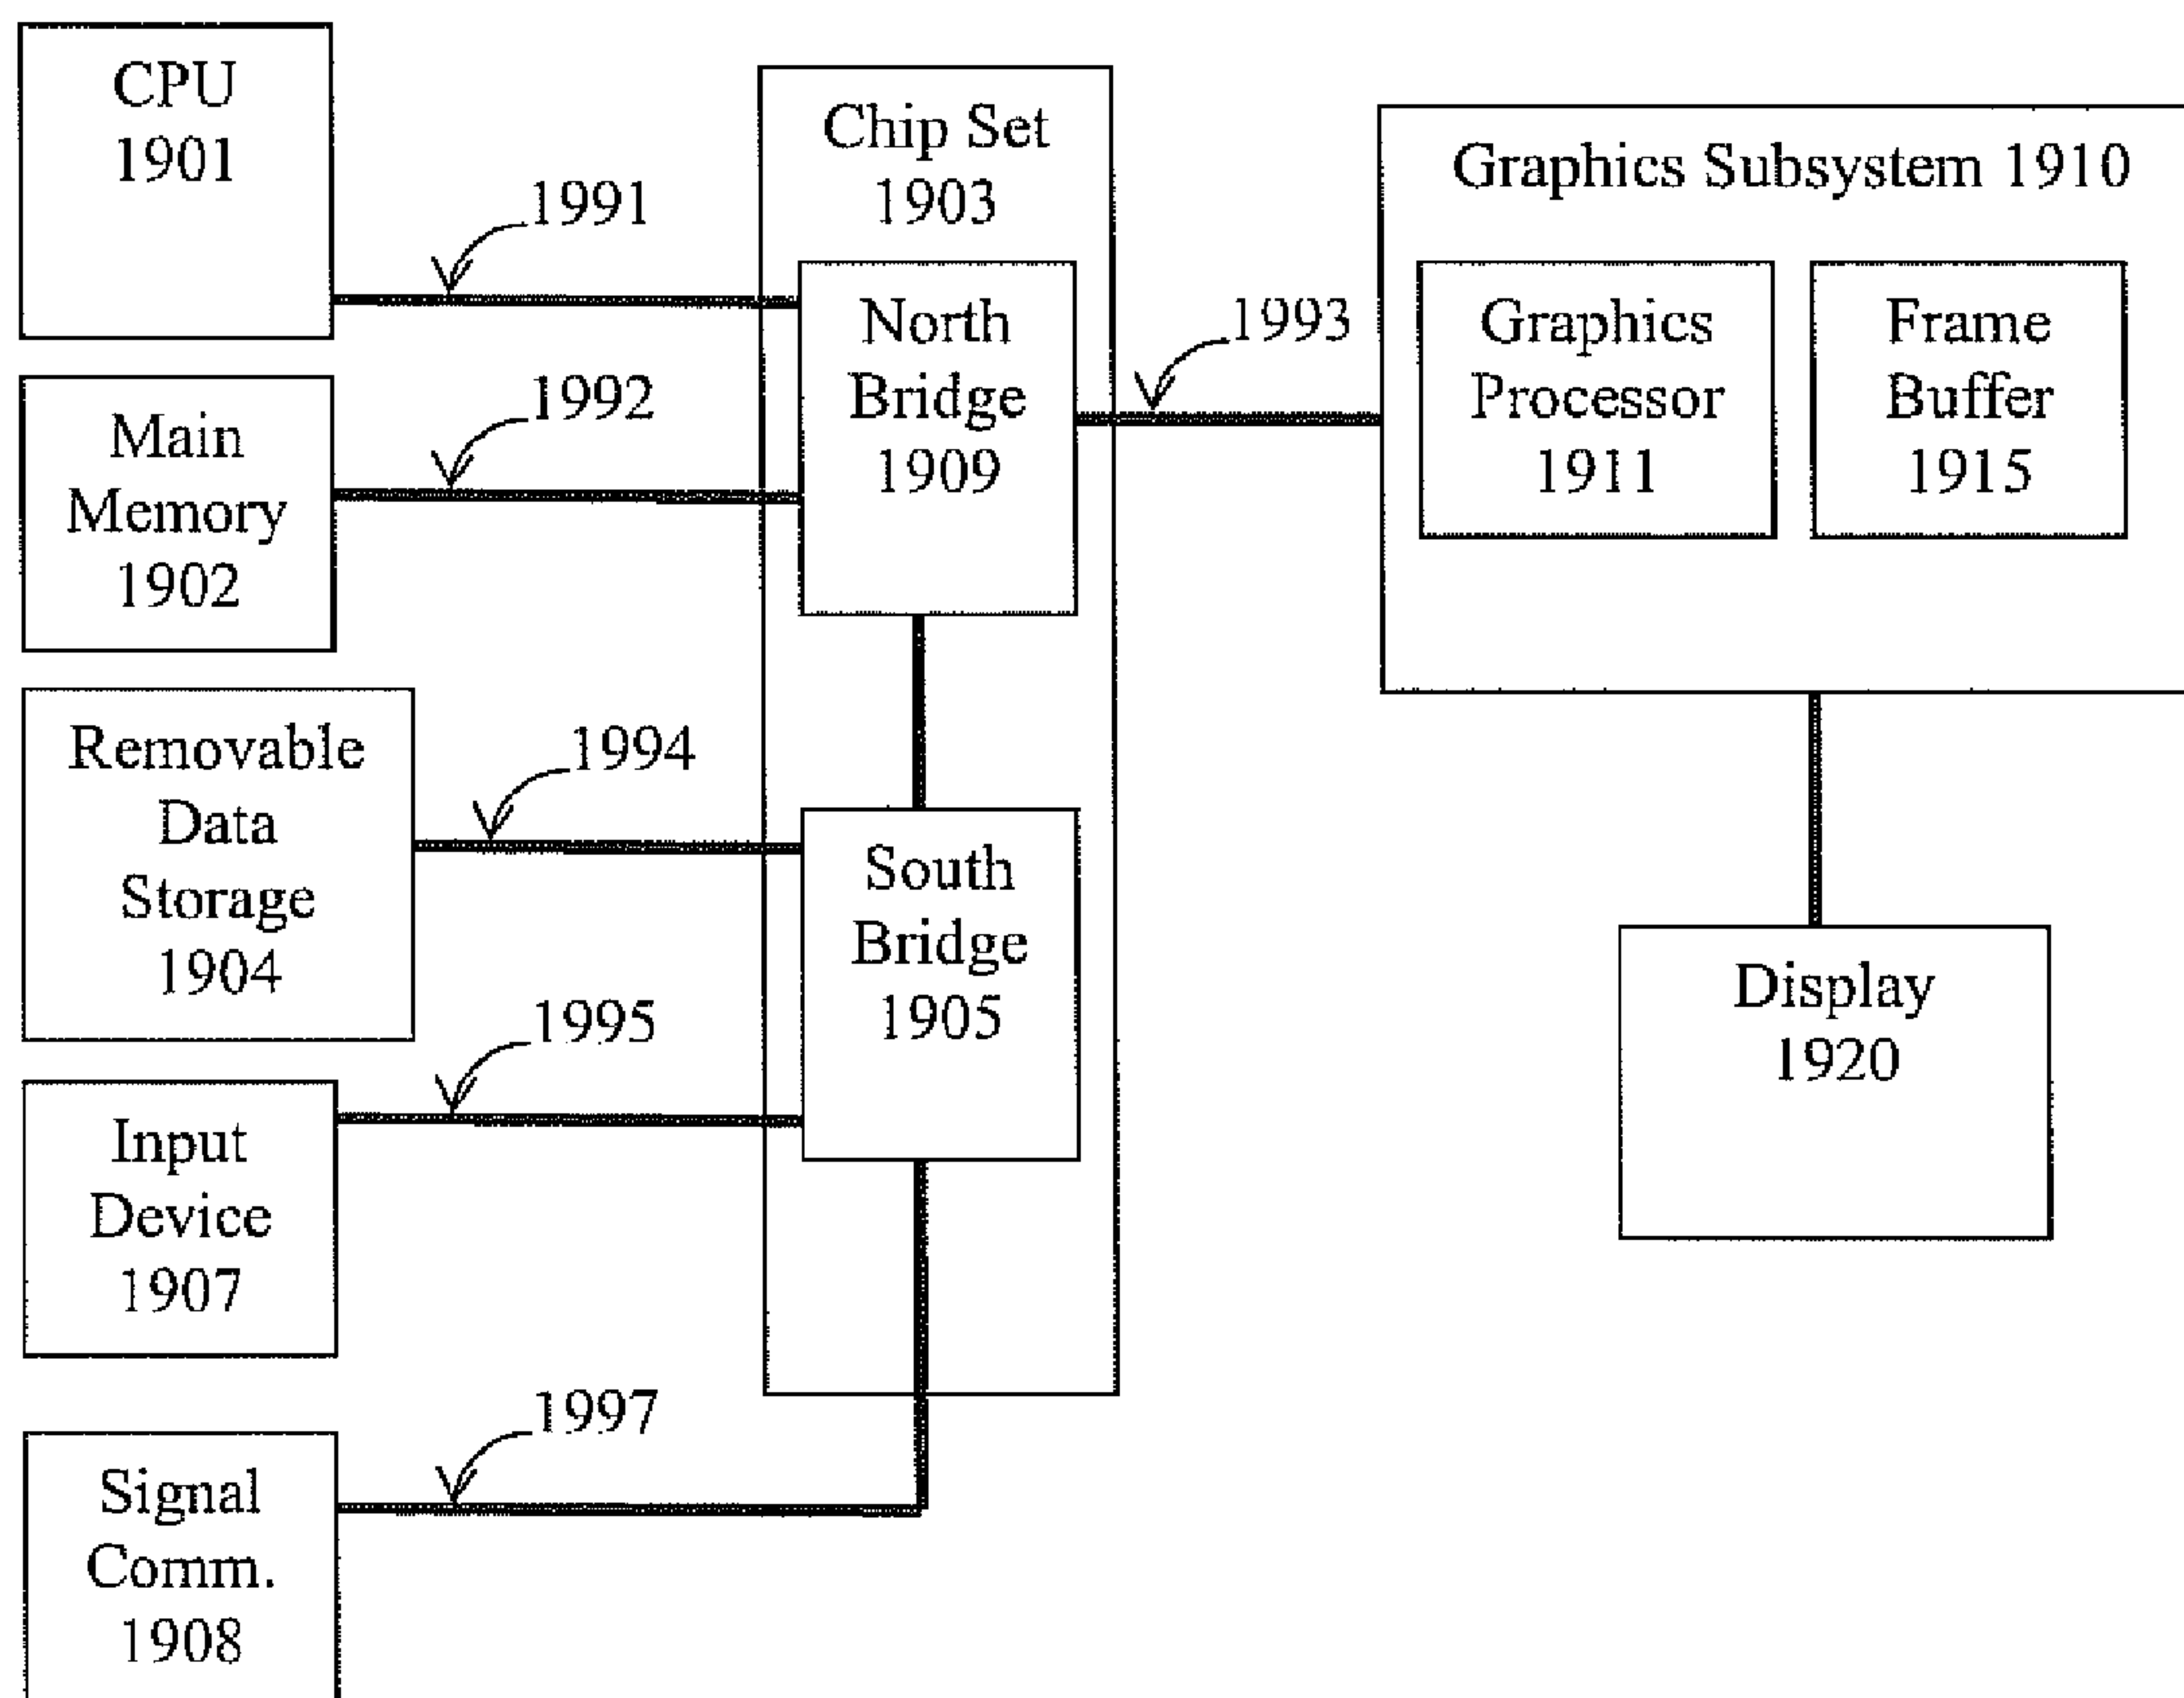 CPU
1901
1991
Main
Memory
1902
1992
Removable
Data
Storage
1904
1994
Input
Device
1907
1995
Signal
Comm.
1908
1997
Chip Set
1903
North
Bridge
1909
South
Bridge
1905
1993
Graphics Subsystem 1910
Graphics
Processor
1911
Frame
Buffer
1915
Display
1920